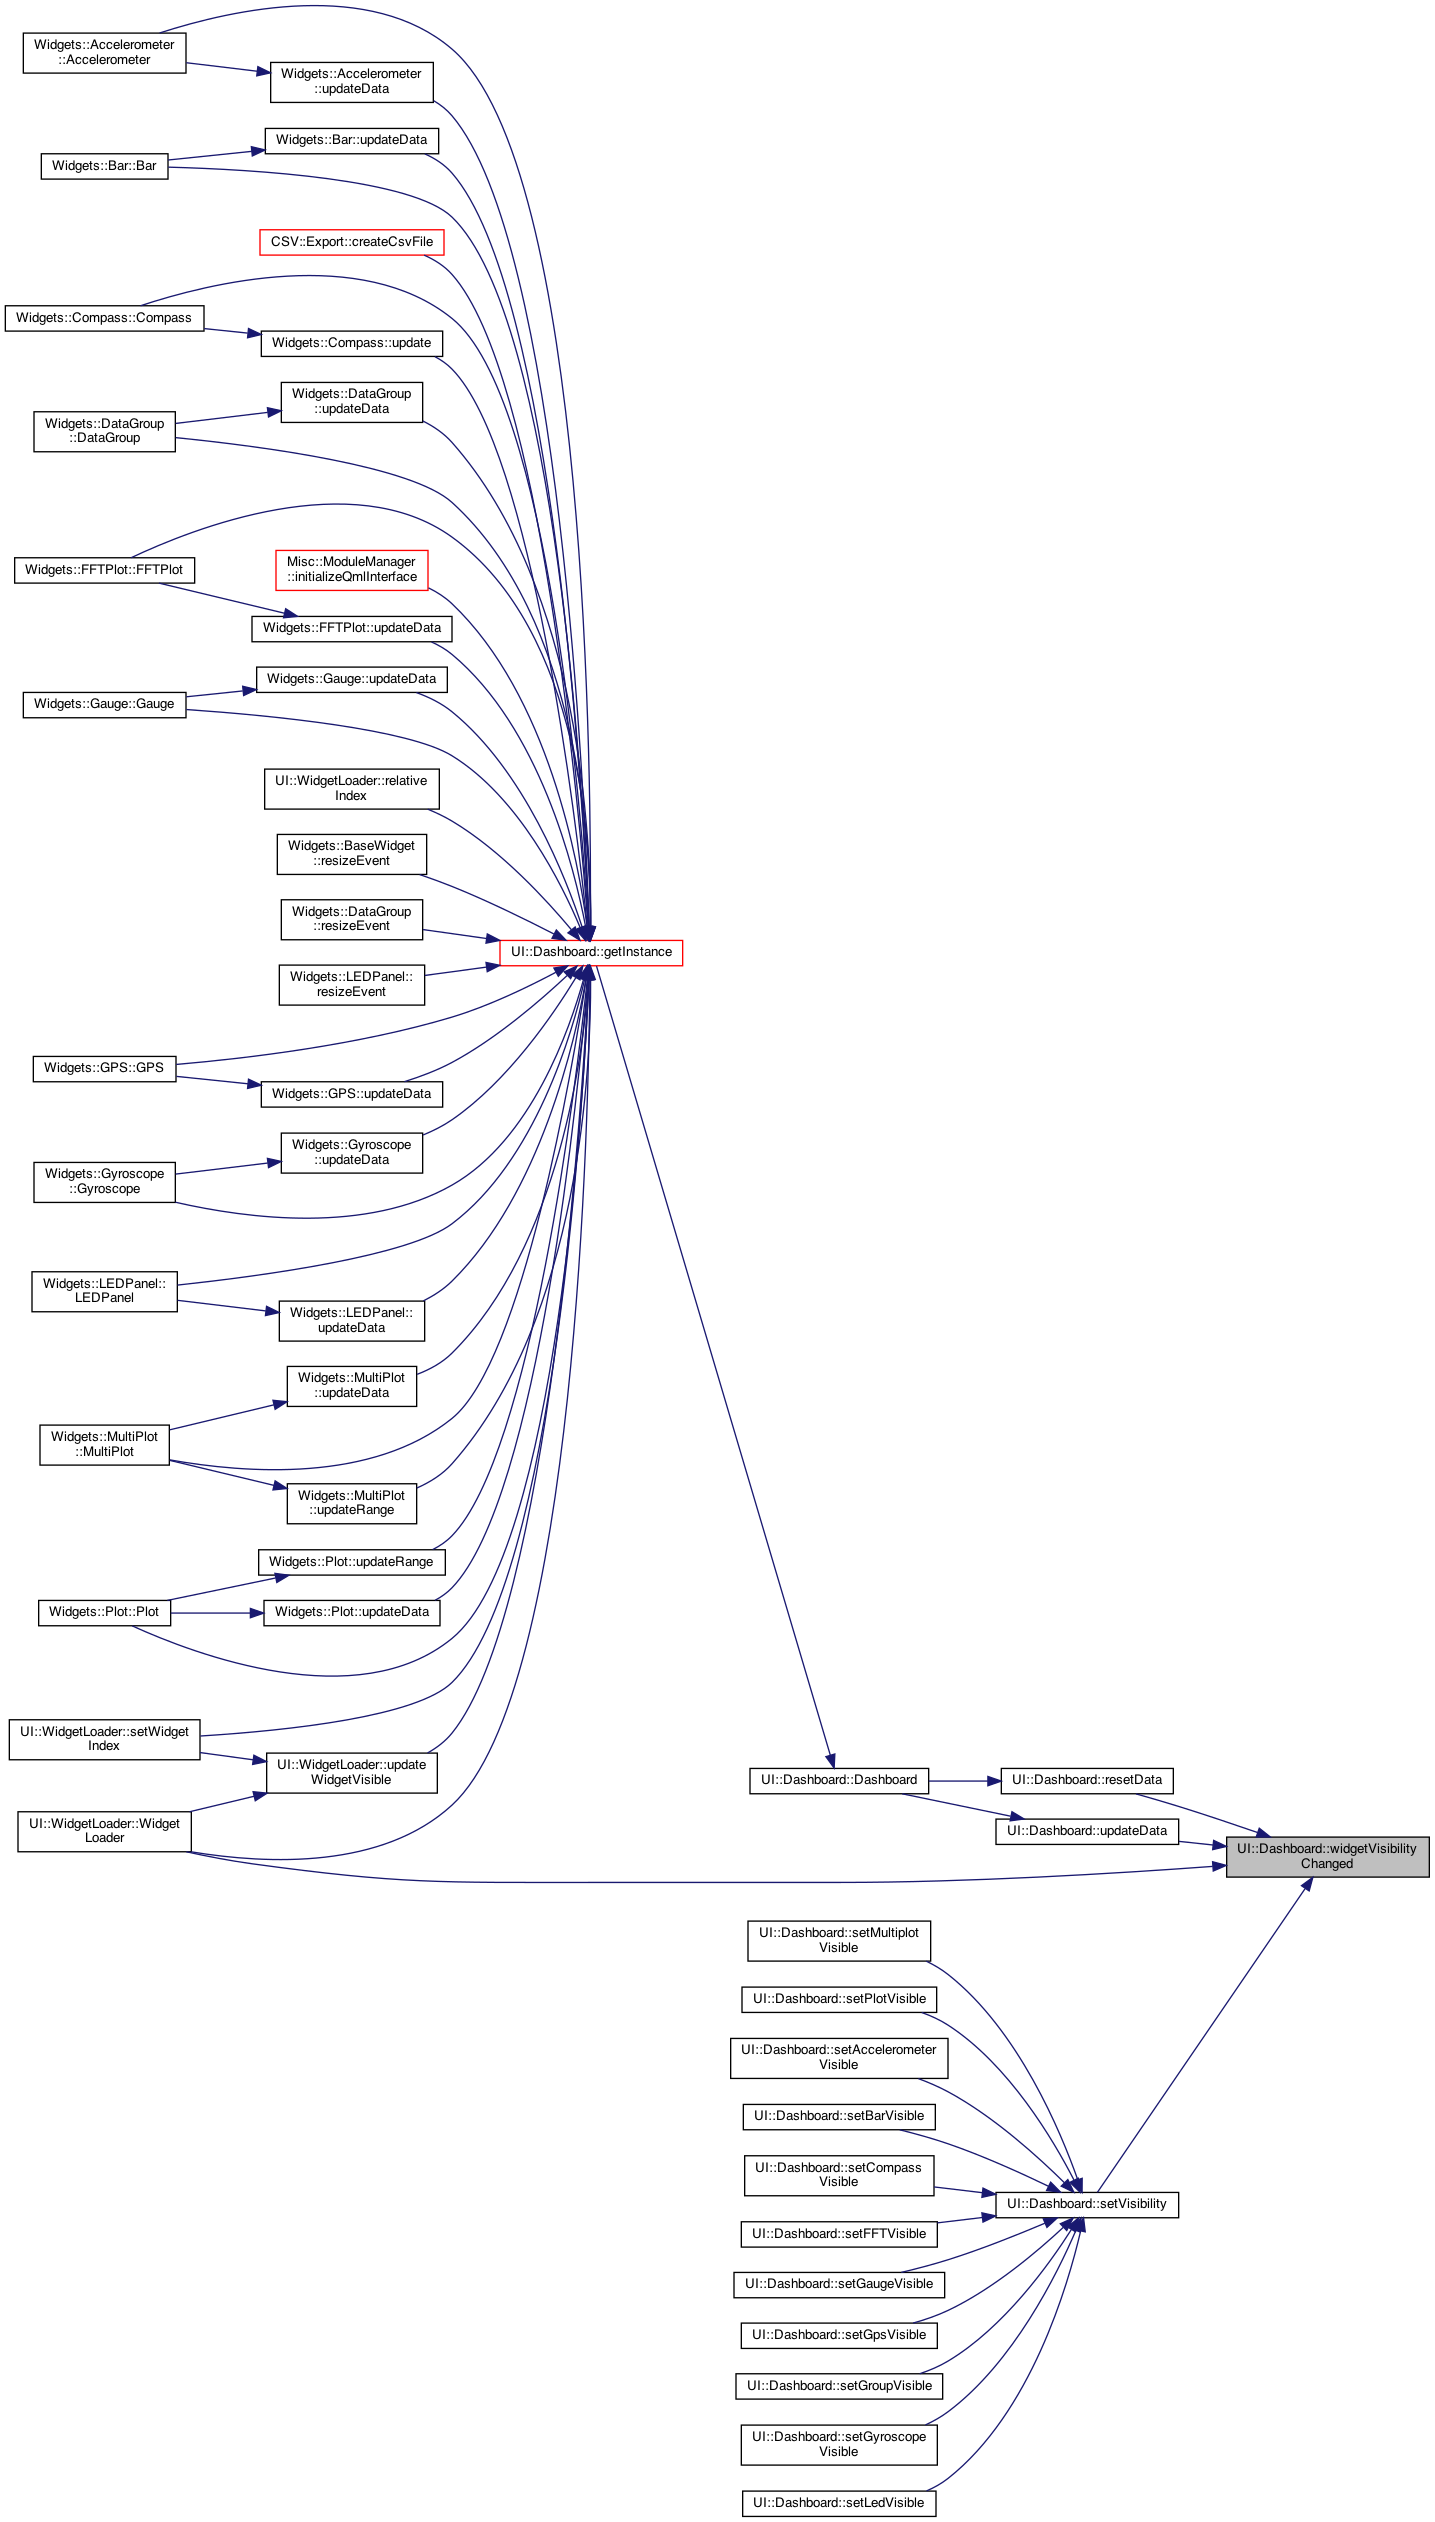 Widgets::Accelerometer
::Accelerometer
Widgets::Accelerometer
::updateData
Widgets::Bar::updateData
Widgets::Bar::Bar
CSV::Export::createCsvFile
Widgets::Compass::Compass
Widgets::Compass::update
Widgets::DataGroup
::updateData
Widgets::DataGroup
::DataGroup
Misc::ModuleManager
::initializeQmlInterface
Widgets::FFTPlot::FFTPlot
Widgets::FFTPlot::updateData
Widgets::Gauge::updateData
Widgets::Gauge::Gauge
UI::WidgetLoader::relative
Index
Widgets::BaseWidget
::resizeEvent
Widgets::DataGroup
::resizeEvent
UI::Dashboard::getInstance
Widgets::LEDPanel::
resizeEvent
Widgets::GPS::GPS
Widgets::GPS::updateData
Widgets::Gyroscope
::updateData
Widgets::Gyroscope
::Gyroscope
Widgets::LEDPanel::
LEDPanel
Widgets::LEDPanel::
updateData
Widgets::MultiPlot
::updateData
Widgets::MultiPlot
::MultiPlot
Widgets::MultiPlot
::updateRange
Widgets::Plot::updateRange
Widgets::Plot::Plot
Widgets::Plot::updateData
UI::WidgetLoader::setWidget
Index
UI::WidgetLoader::update
WidgetVisible
UI::Dashboard::Dashboard
UI::Dashboard::resetData
UI::WidgetLoader::Widget
Loader
UI::Dashboard::updateData
UI::Dashboard::widgetVisibility
Changed
UI::Dashboard::setMultiplot
Visible
UI::Dashboard::setPlotVisible
UI::Dashboard::setAccelerometer
Visible
UI::Dashboard::setBarVisible
UI::Dashboard::setCompass
Visible
UI::Dashboard::setVisibility
UI::Dashboard::setFFTVisible
UI::Dashboard::setGaugeVisible
UI::Dashboard::setGpsVisible
UI::Dashboard::setGroupVisible
UI::Dashboard::setGyroscope
Visible
UI::Dashboard::setLedVisible